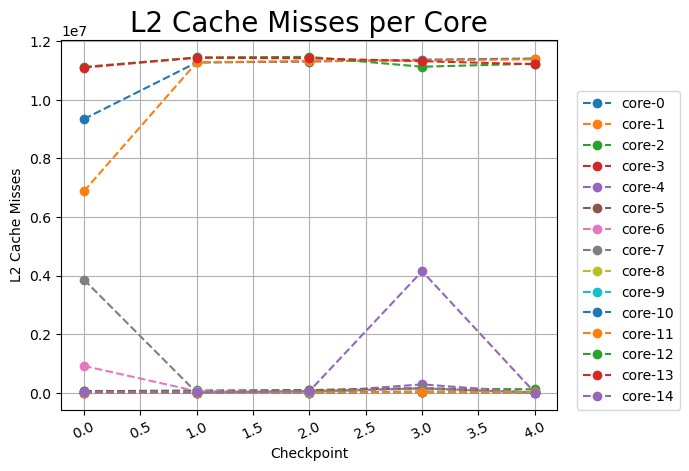 L2 Cache Misses per Core
1e7
1.2
1.0
0.8
0.6
0.4
0.2
0.0
L2 Cache Misses
0.0 0.5 1.0 1.5 2.0 2.5 3.0 3.5 4.0
Checkpoint
core-0
core-1
core-2
core-3
core-4
core-5
core-6
core-7
core-8
core-9
core-10
core-11
core-12
core-13
core-14